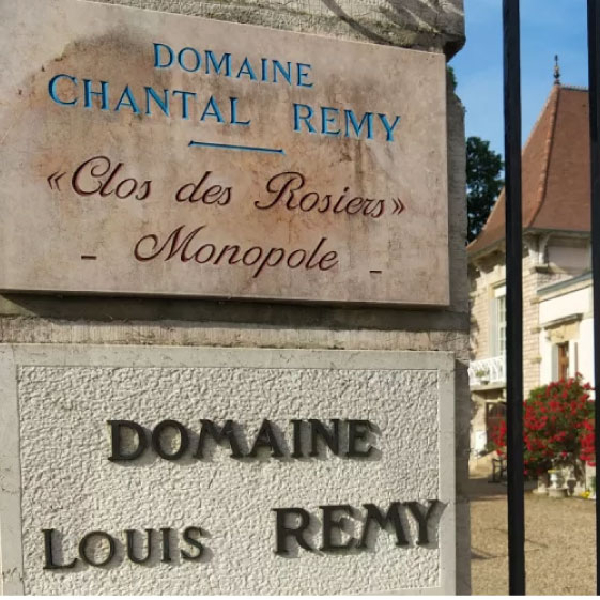 DOMAINE
CHANTAL REMY
«Clos des Rosiers»
- Monopole -
DOMAINE
LOUIS REMY